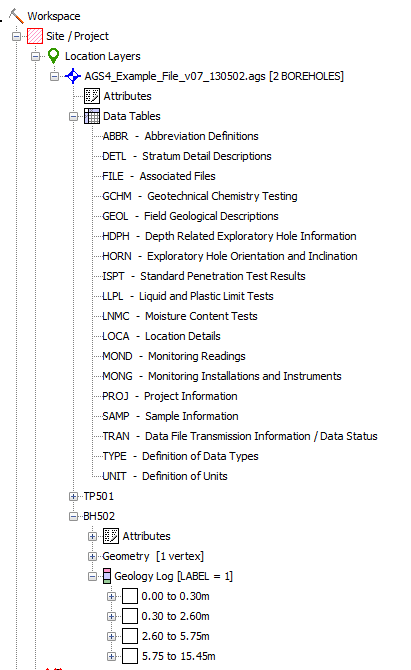 Workspace
Site / Project
Location Layers
AGS4_Example_File_v07_130502.ags [2 BOREHOLES]
Attributes
Data Tables
ABBR - Abbreviation Definitions
DETL - Stratum Detail Descriptions
FILE - Associated Files
GCHM - Geotechnical Chemistry Testing
GEOL - Field Geological Descriptions
HDPH - Depth Related Exploratory Hole Information
HORN - Exploratory Hole Orientation and Inclination
ISPT - Standard Penetration Test Results
LLPL - Liquid and Plastic Limit Tests
LNMC - Moisture Content Tests
LOCA - Location Details
MOND - Monitoring Readings
MONG - Monitoring Installations and Instruments
PROJ - Project Information
SAMP - Sample Information
TRAN - Data File Transmission Information / Data Status
TYPE - Definition of Data Types
UNIT - Definition of Units
TP501
BH502
Attributes
Geometry [1 vertex]
Geology Log [LABEL = 1]
0.00 to 0.30m
0.30 to 2.60m
2.60 to 5.75m
5.75 to 15.45m